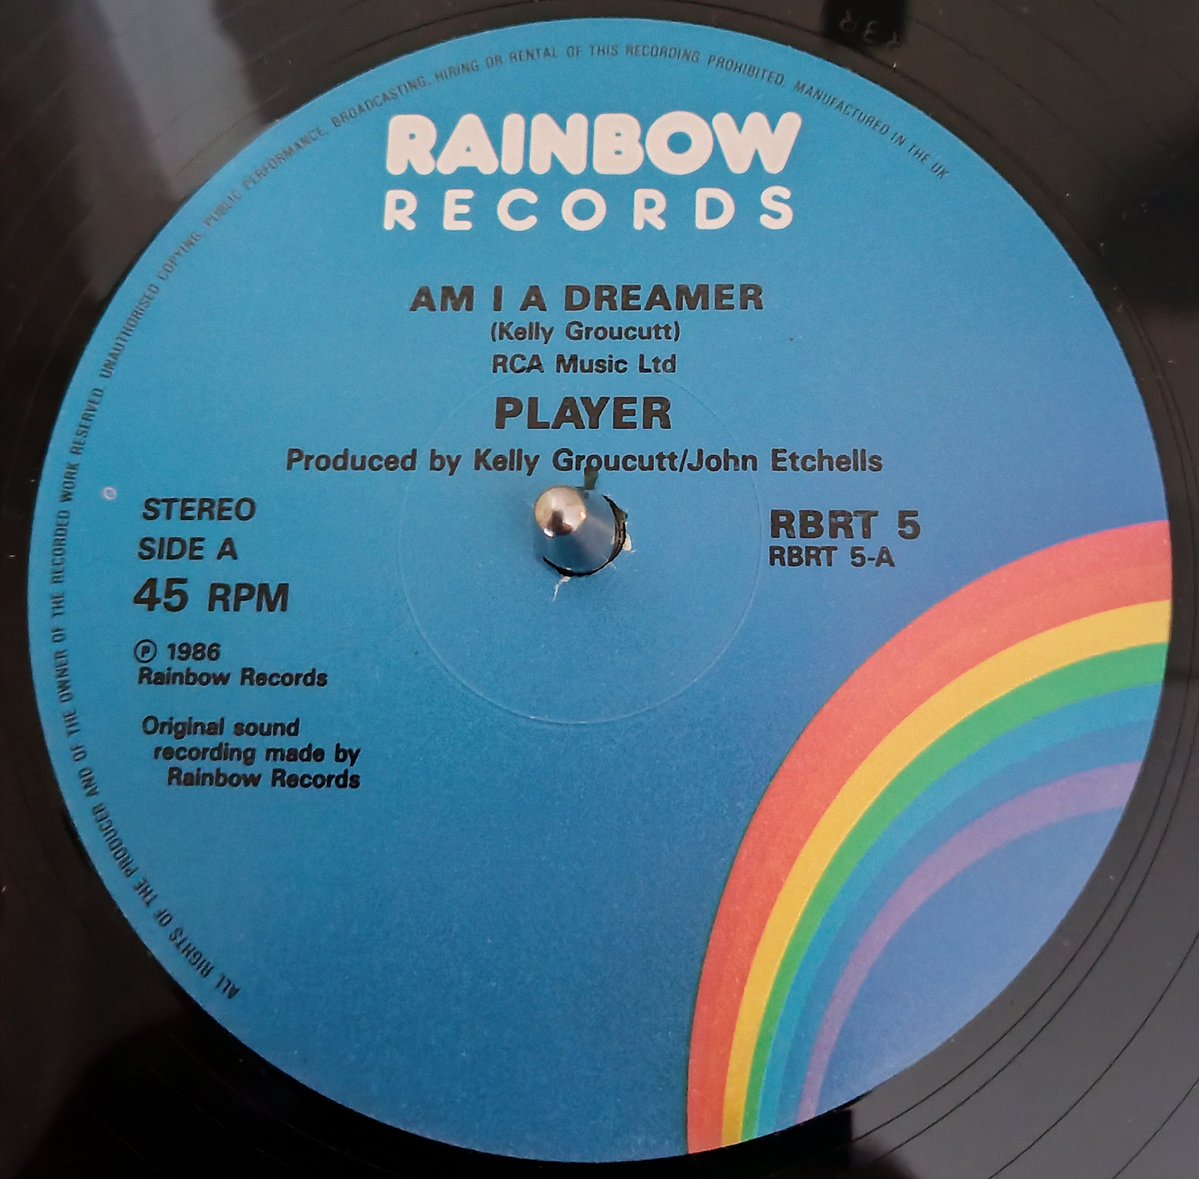 ALL RIGHTS OF THE PRODUCER AND OF THE OWNER OF THE RECORDED WORK RESERVED. UNAUTHORISED COPYING, PUBLIC PERFORMANCE, BROADCASTING, HIRING OR RENTAL OF THIS RECORDING PROHIBITED. MANUFACTURED IN THE UK
RAINBOW
RECORDS
AM I A DREAMER
(Kelly Groucutt)
RCA Music Ltd
PLAYER
Produced by Kelly Groucutt/John Etchells
STEREO
SIDE A
45 RPM
RBRT 5
RBRT 5-A
℗ 1986
Rainbow Records
Original sound
recording made by
Rainbow Records